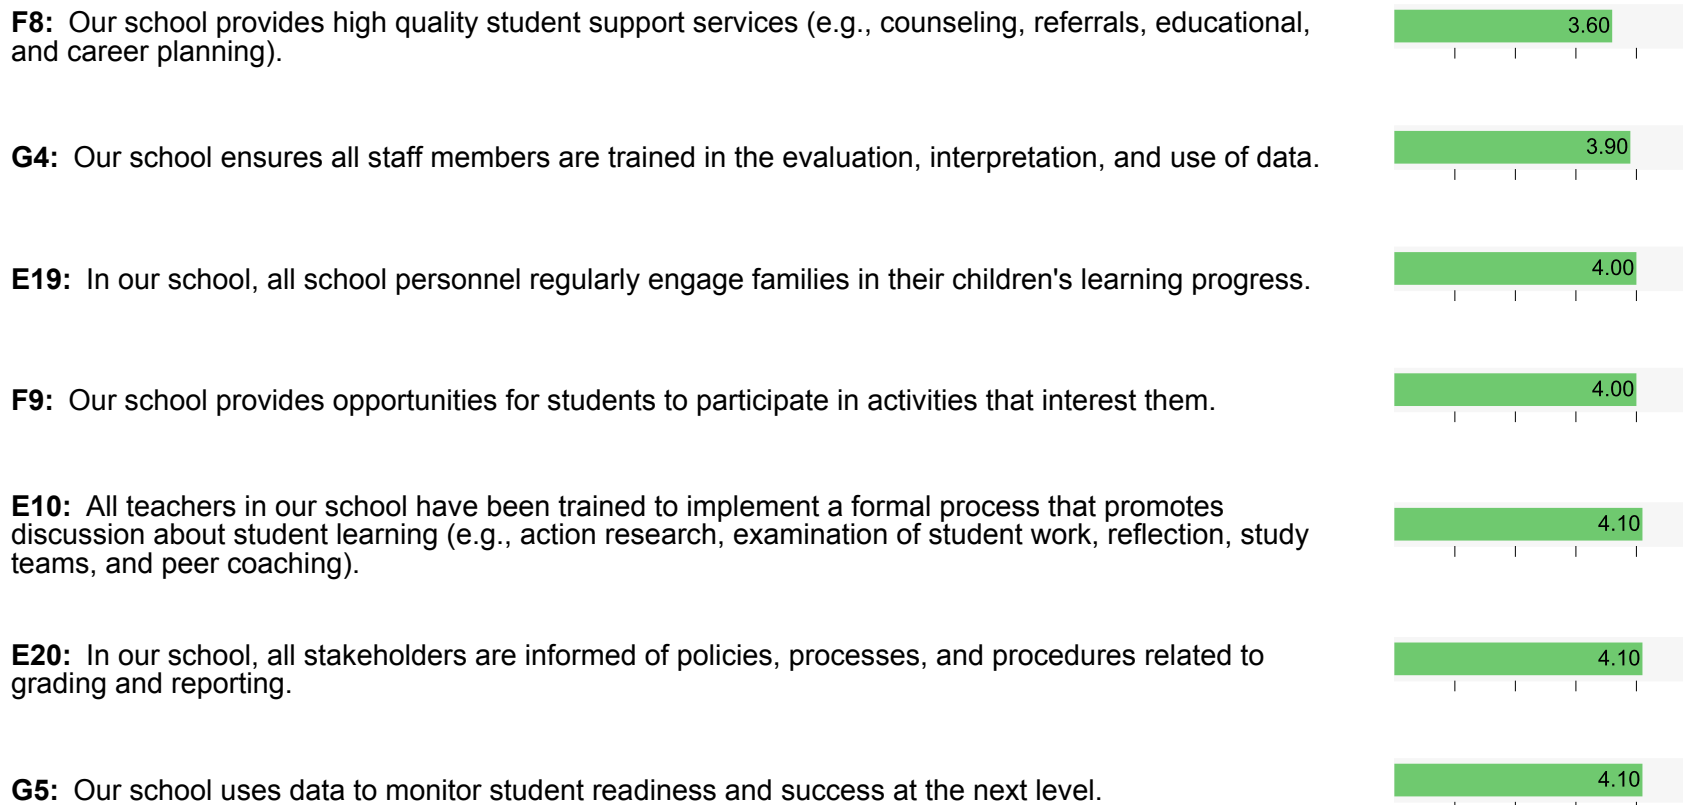 F8: Our school provides high quality student support services (e.g., counseling, referrals, educational,
and career planning).
3.60
G4: Our school ensures all staff members are trained in the evaluation, interpretation, and use of data.
3.90
E19: In our school, all school personnel regularly engage families in their children's learning progress.
4.00
F9: Our school provides opportunities for students to participate in activities that interest them.
4.00
E10: All teachers in our school have been trained to implement a formal process that promotes
discussion about student learning (e.g., action research, examination of student work, reflection, study
teams, and peer coaching).
4.10
E20: In our school, all stakeholders are informed of policies, processes, and procedures related to
grading and reporting.
4.10
G5: Our school uses data to monitor student readiness and success at the next level.
4.10